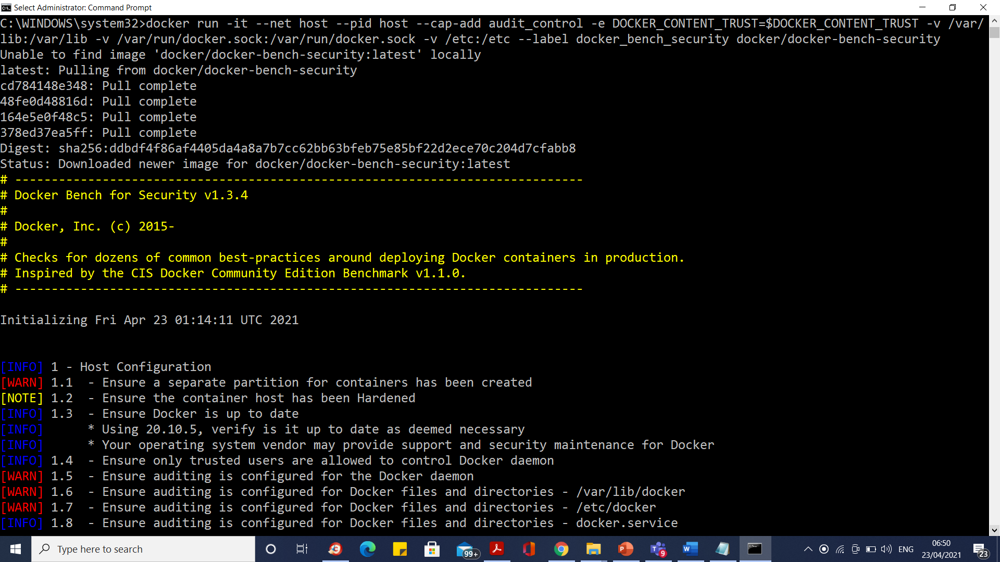 Select Administrator: Command Prompt
C:\WINDOWS\system32>docker run -it --net host --pid host --cap-add audit_control -e DOCKER_CONTENT_TRUST=$DOCKER_CONTENT_TRUST -v /var/
lib:/var/lib -v /var/run/docker.sock:/var/run/docker.sock -v /etc:/etc --label docker_bench_security docker/docker-bench-security
Unable to find image 'docker/docker-bench-security:latest' locally
latest: Pulling from docker/docker-bench-security
cd784148e348: Pull complete
48fe0d48816d: Pull complete
164e5e0f48c5: Pull complete
378ed37ea5ff: Pull complete
Digest: sha256:ddbdf4f86af4405da4a8a7b7cc62bb63bfeb75e85bf22d2ece70c204d7cfabb8
Status: Downloaded newer image for docker/docker-bench-security:latest
# ------------------------------------------------------------------------------
# Docker Bench for Security v1.3.4
#
# Docker, Inc. (c) 2015-
#
# Checks for dozens of common best-practices around deploying Docker containers in production.
# Inspired by the CIS Docker Community Edition Benchmark v1.1.0.
# ------------------------------------------------------------------------------
Initializing Fri Apr 23 01:14:11 UTC 2021
[INFO] 1 - Host Configuration
[WARN] 1.1  - Ensure a separate partition for containers has been created
[NOTE] 1.2  - Ensure the container host has been Hardened
[INFO] 1.3  - Ensure Docker is up to date
[INFO]      * Using 20.10.5, verify is it up to date as deemed necessary
[INFO]      * Your operating system vendor may provide support and security maintenance for Docker
[INFO] 1.4  - Ensure only trusted users are allowed to control Docker daemon
[WARN] 1.5  - Ensure auditing is configured for the Docker daemon
[WARN] 1.6  - Ensure auditing is configured for Docker files and directories - /var/lib/docker
[WARN] 1.7  - Ensure auditing is configured for Docker files and directories - /etc/docker
[INFO] 1.8  - Ensure auditing is configured for Docker files and directories - docker.service
Type here to search
99+
9
ENG
06:50
23/04/2021
23